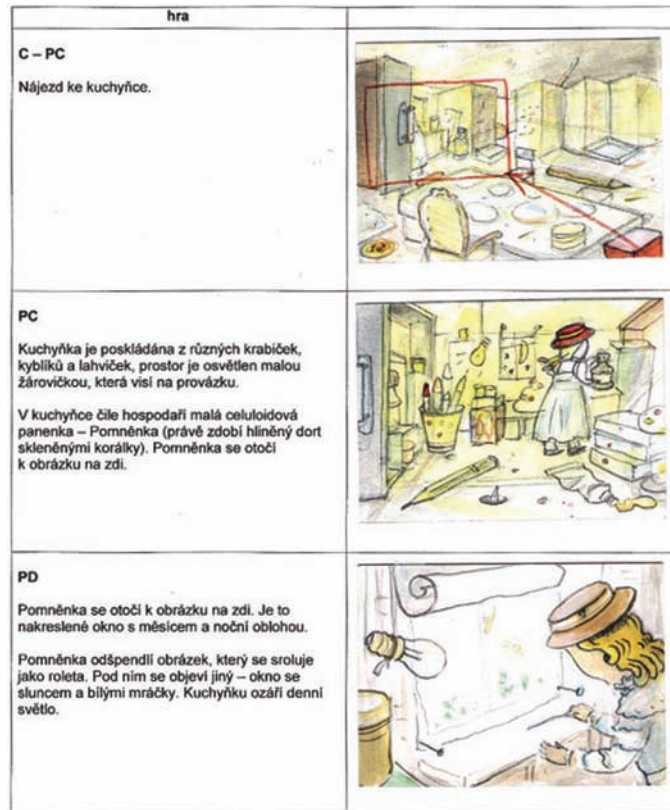 hra
C – PC
Nájezd ke kuchyňce.
PC
Kuchyňka je poskládána z různých krabiček,
kyblíků a lahviček, prostor je osvětlen malou
žárovičkou, která visí na provázku.
V kuchyňce čile hospodaří malá celuloidová
panenka – Pomněnka (právě zdobí hliněný dort
skleněnými korálky). Pomněnka se otočí
k obrázku na zdi.
PD
Pomněnka se otočí k obrázku na zdi. Je to
nakreslené okno s měsícem a noční oblohou.
Pomněnka odšpendlí obrázek, který se sroluje
jako roleta. Pod ním se objeví jiný – okno se
sluncem a bílými mráčky. Kuchyňku ozáří denní
světlo.